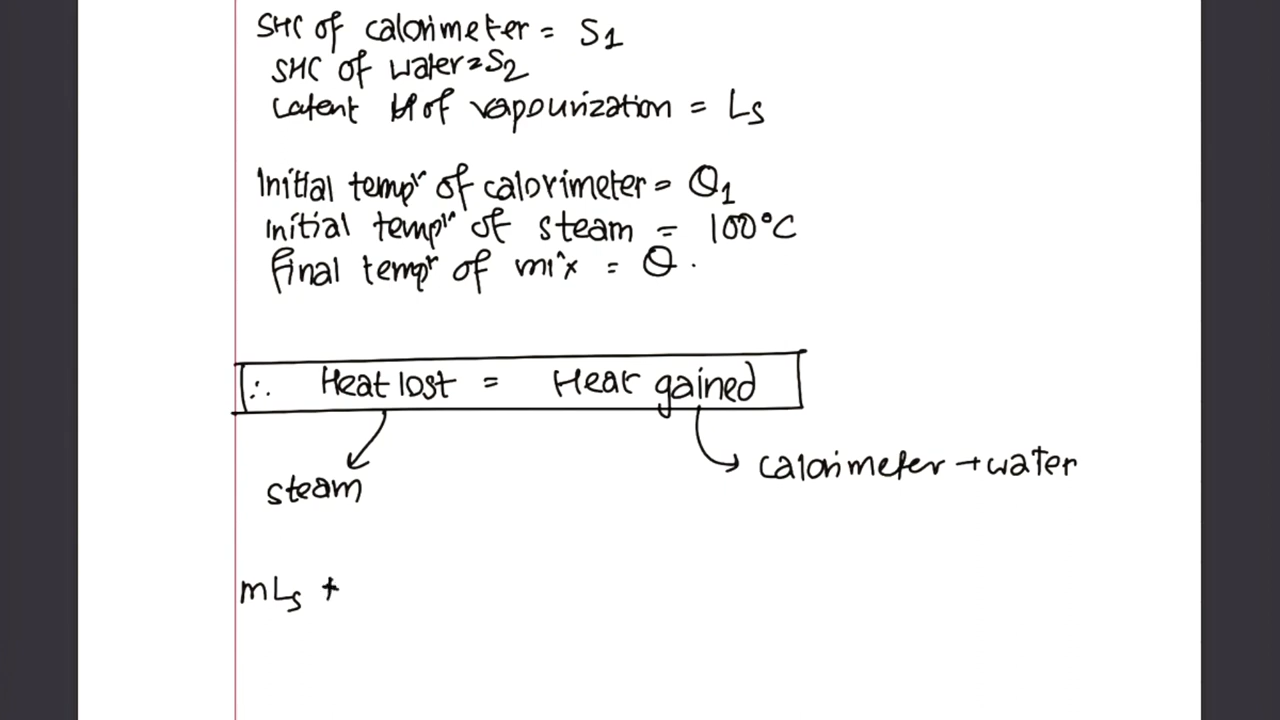 SHC of calorimeter = S1
SHC of water = S2
Latent H of vapourization = Ls
Initial tempr of calorimeter = θ1
Initial tempr of steam = 100°C
Final tempr of mix = θ.
∴ Heat lost = Heat gained
steam
calorimeter + water
mLs +